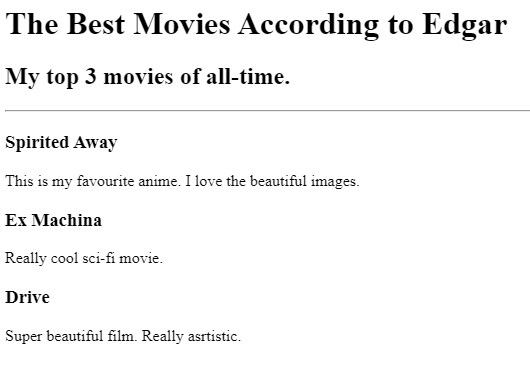 The Best Movies According to Edgar
My top 3 movies of all-time.
Spirited Away
This is my favourite anime. I love the beautiful images.
Ex Machina
Really cool sci-fi movie.
Drive
Super beautiful film. Really asrtistic.